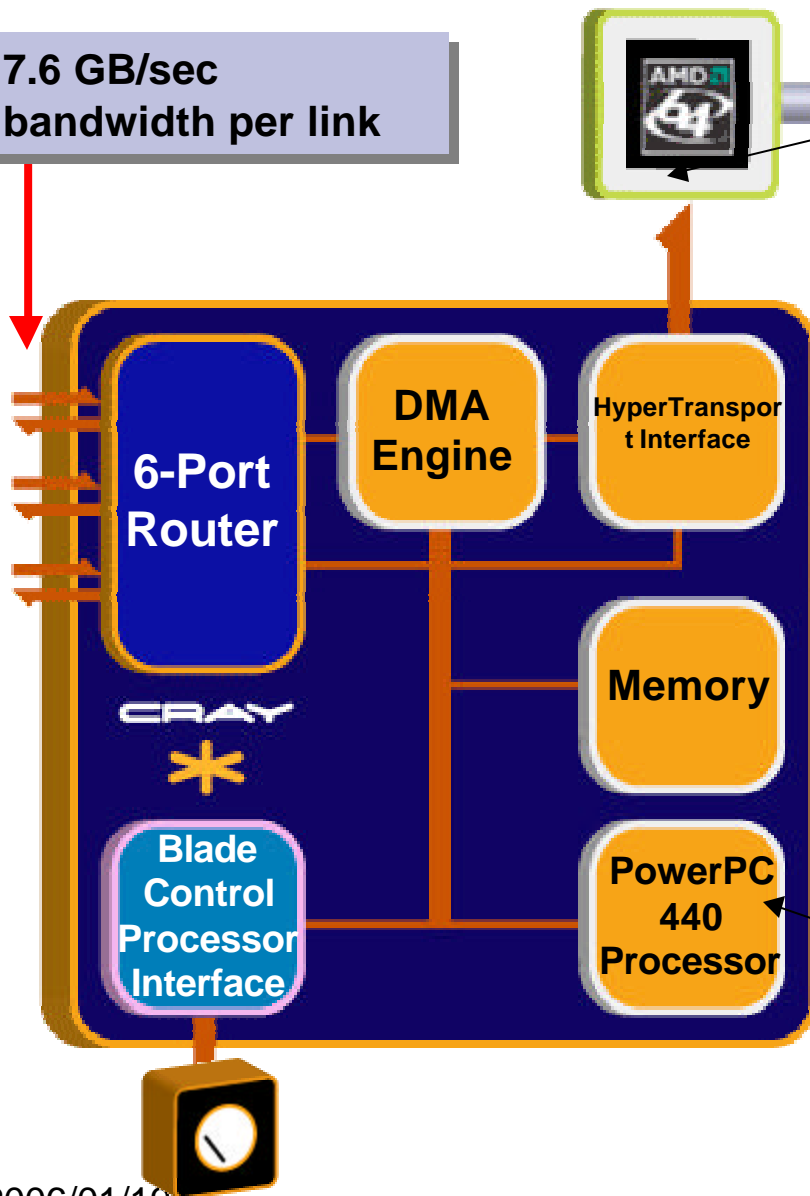 7.6 GB/sec
bandwidth per link
AMD
64
6-Port
Router
DMA
Engine
HyperTranspor
t Interface
CRAY
Memory
Blade
Control
Processor
Interface
PowerPC
440
Processor